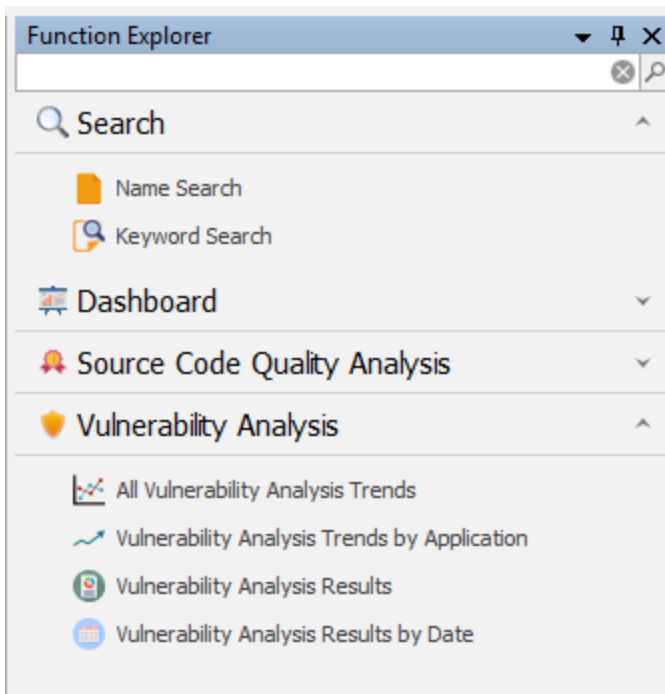 Function Explorer
Search
Name Search
Keyword Search
Dashboard
Source Code Quality Analysis
Vulnerability Analysis
All Vulnerability Analysis Trends
Vulnerability Analysis Trends by Application
Vulnerability Analysis Results
Vulnerability Analysis Results by Date